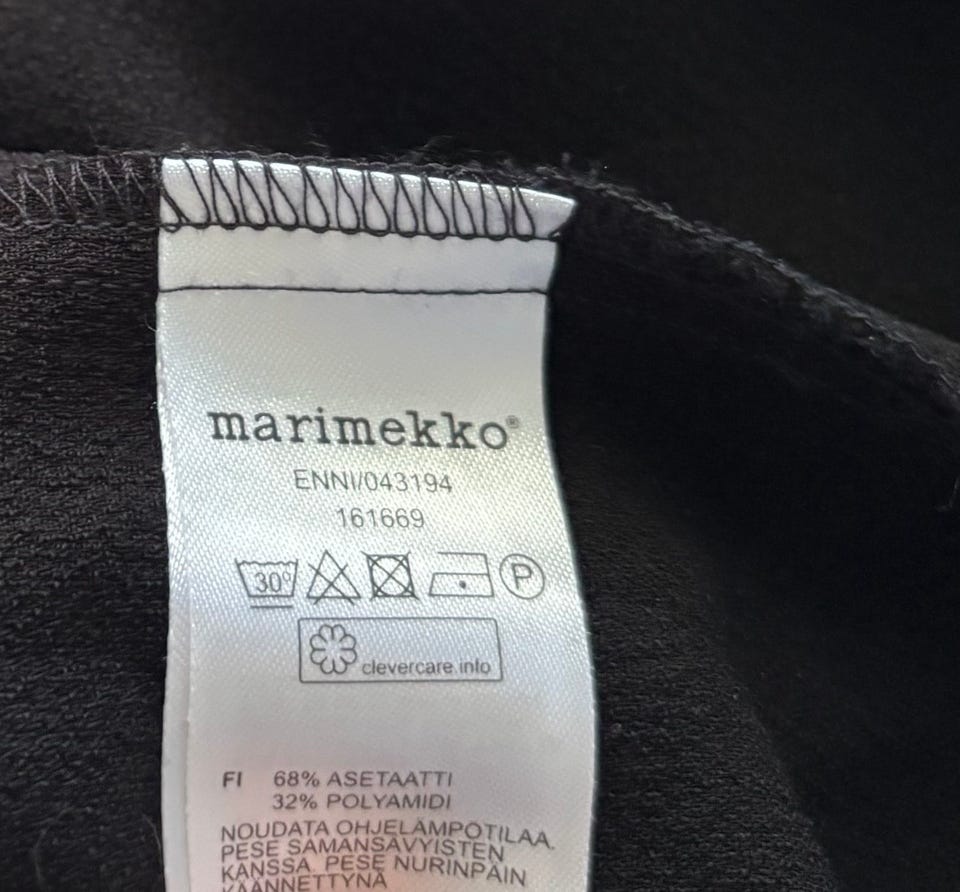 marimekko®
ENNI/043194
161669
30° P
clevercare.info
FI 68% ASETAATTI
32% POLYAMIDI
NOUDATA OHJELÄMPÖTILAA.
PESE SAMANSÄVYISTEN
KANSSA. PESE NURINPÄIN
KÄÄNNETTYNÄ